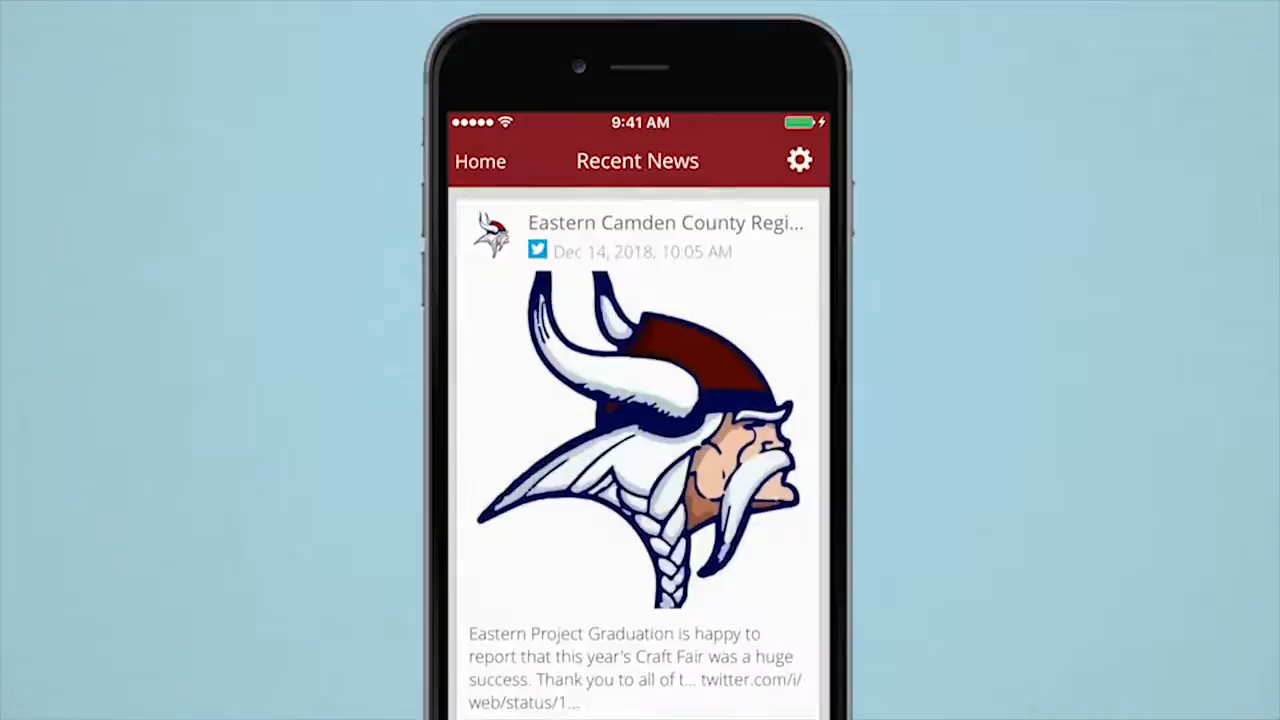 9:41 AM
Home Recent News
Eastern Camden County Regi...
Dec 14, 2018, 10:05 AM
Eastern Project Graduation is happy to
report that this year's Craft Fair was a huge
success. Thank you to all of t... twitter.com/i/
web/status/1...